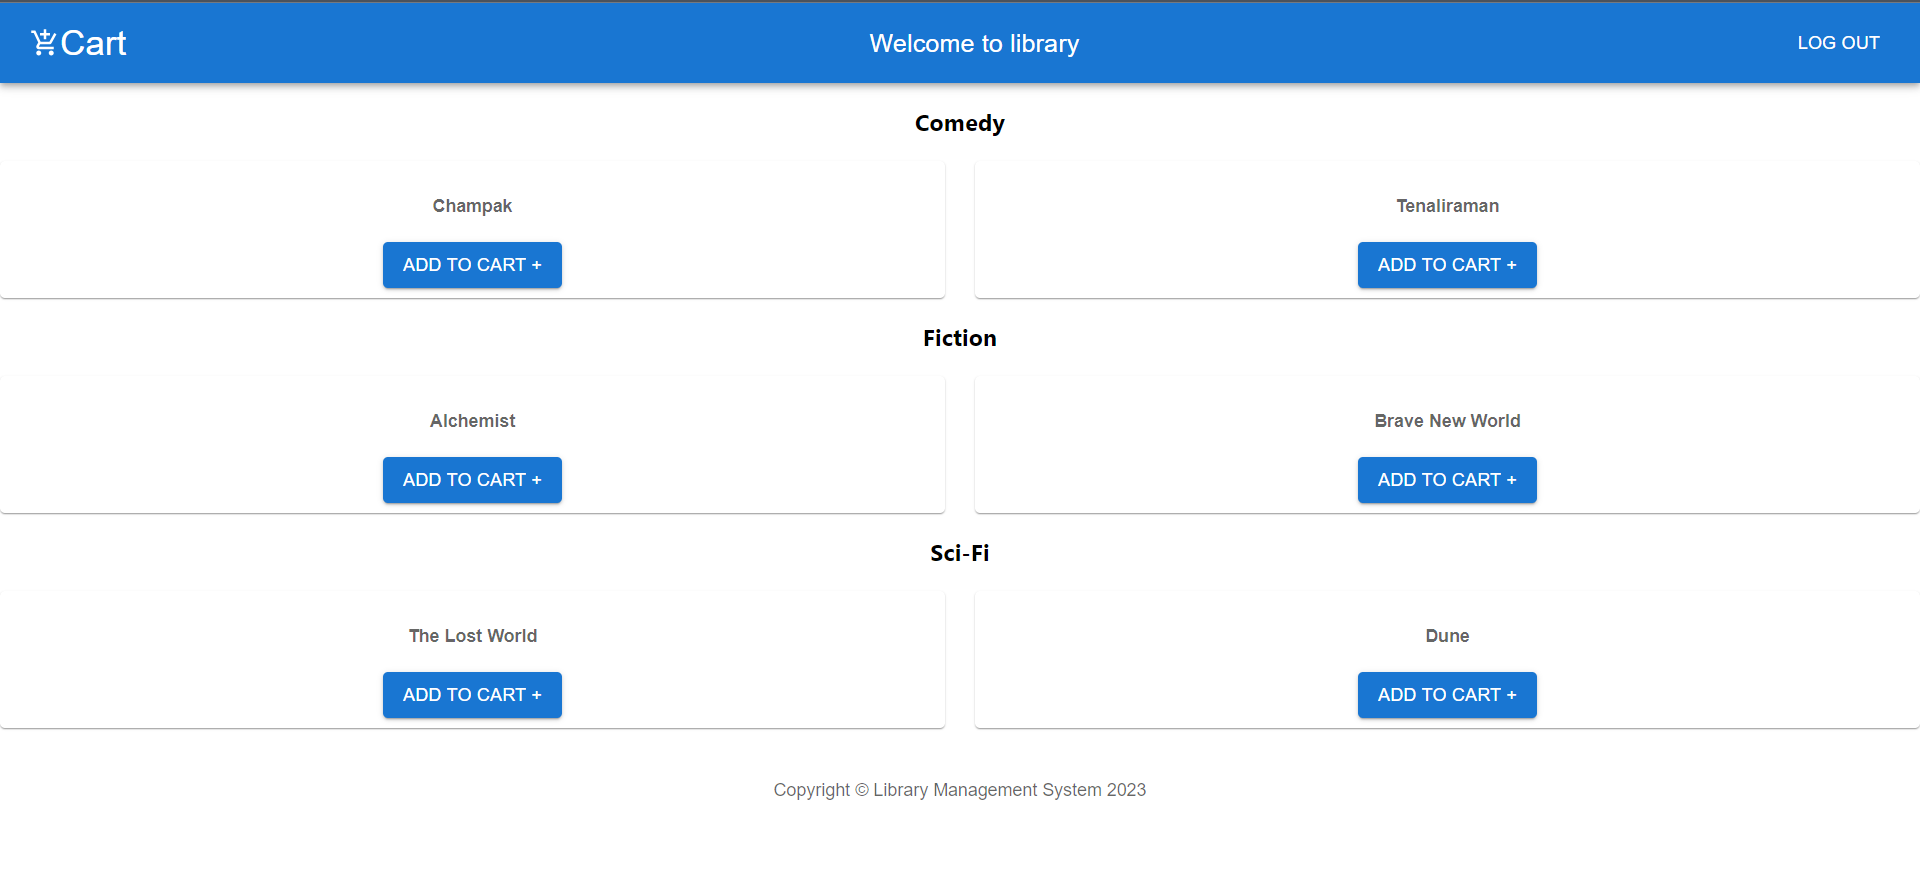 Cart
Welcome to library
LOG OUT
Comedy
Champak
Tenaliraman
ADD TO CART +
ADD TO CART +
Fiction
Alchemist
Brave New World
ADD TO CART +
ADD TO CART +
Sci-Fi
The Lost World
Dune
ADD TO CART +
ADD TO CART +
Copyright © Library Management System 2023